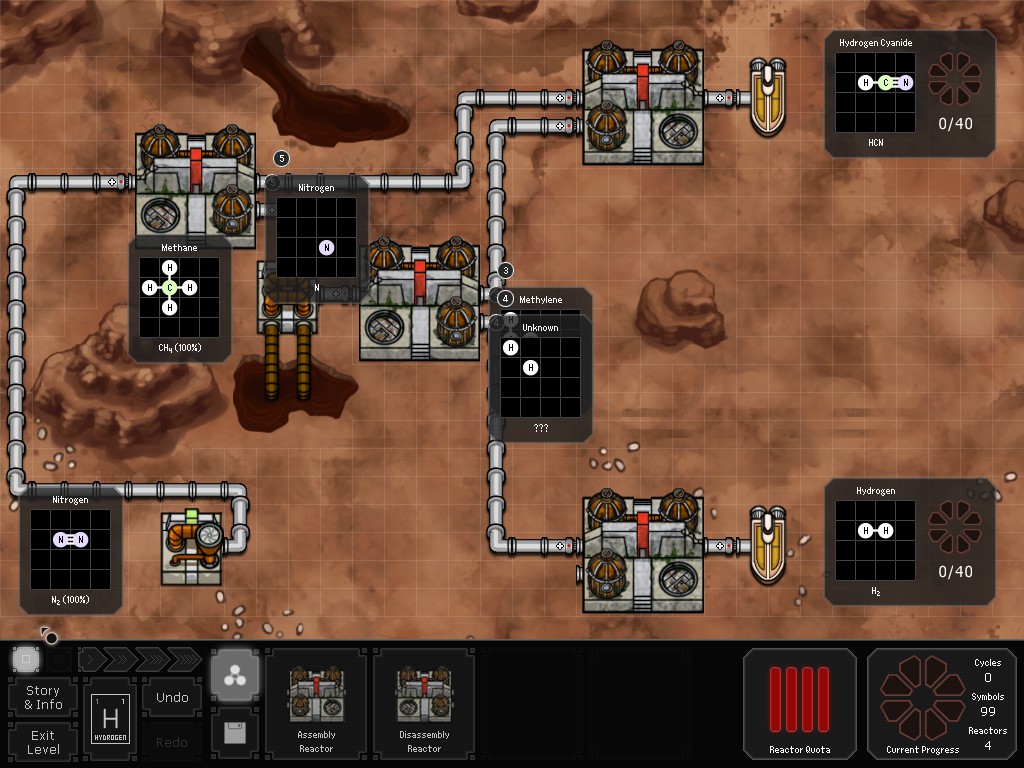 Hydrogen Cyanide
H C N
0/40
HCN
5
Nitrogen
N
N
Methane
H
H C H
H
CH₄ (100%)
3
4
Methylene
H
Unknown
H
H
???
Nitrogen
N N
N₂ (100%)
Hydrogen
H H
0/40
H₂
Story
& Info
Exit
Level
1 1
H
HYDROGEN
Undo
Redo
Assembly
Reactor
Disassembly
Reactor
Reactor Quota
Cycles
0
Symbols
99
Reactors
4
Current Progress